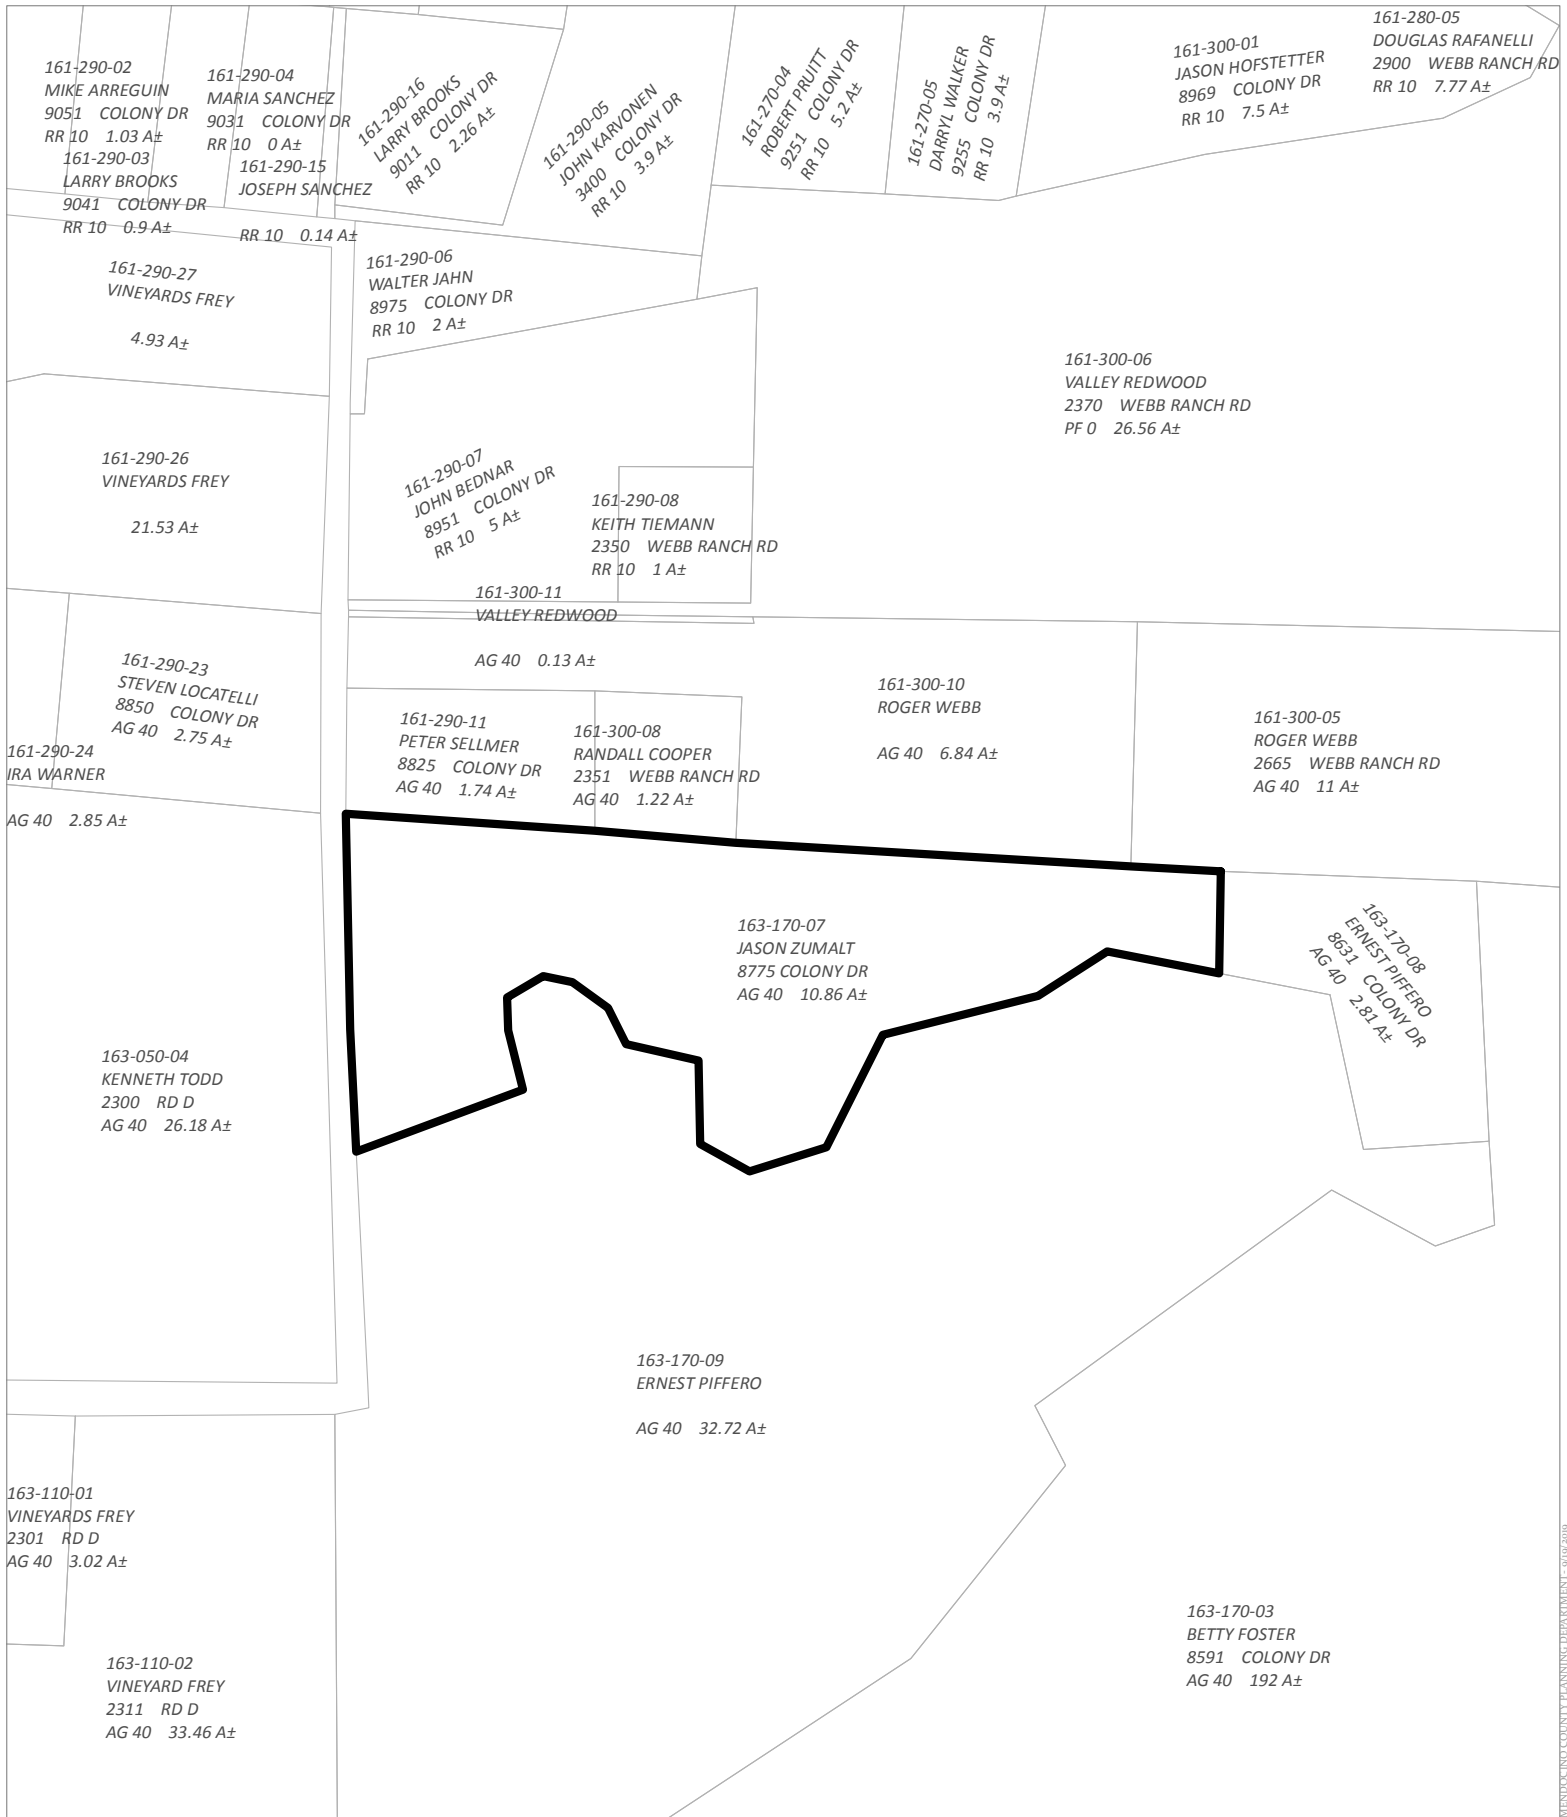 161-290-02
MIKE ARREGUIN
9051 COLONY DR
RR 10 1.03 A±
161-290-03
LARRY BROOKS
9041 COLONY DR
RR 10 0.9 A±
161-290-04
MARIA SANCHEZ
9031 COLONY DR
RR 10 0 A±
161-290-15
JOSEPH SANCHEZ
RR 10 0.14 A±
161-290-16
LARRY BROOKS
9011 COLONY DR
RR 10 2.26 A±
161-290-05
JOHN KARVONEN
3400 COLONY DR
RR 10 3.9 A±
161-270-04
ROBERT PRUITT
9251 COLONY DR
RR 10 5.2 A±
161-270-05
DARRYL WALKER
9255 COLONY DR
RR 10 3.9 A±
161-300-01
JASON HOFSTETTER
8969 COLONY DR
RR 10 7.5 A±
161-280-05
DOUGLAS RAFANELLI
2900 WEBB RANCH RD
RR 10 7.77 A±
161-290-27
VINEYARDS FREY
4.93 A±
161-290-06
WALTER JAHN
8975 COLONY DR
RR 10 2 A±
161-300-06
VALLEY REDWOOD
2370 WEBB RANCH RD
PF 0 26.56 A±
161-290-26
VINEYARDS FREY
21.53 A±
161-290-07
JOHN BEDNAR
8951 COLONY DR
RR 10 5 A±
161-290-08
KEITH TIEMANN
2350 WEBB RANCH RD
RR 10 1 A±
161-300-11
VALLEY REDWOOD
AG 40 0.13 A±
161-290-23
STEVEN LOCATELLI
8850 COLONY DR
AG 40 2.75 A±
161-290-24
IRA WARNER
AG 40 2.85 A±
161-290-11
PETER SELLMER
8825 COLONY DR
AG 40 1.74 A±
161-300-08
RANDALL COOPER
2351 WEBB RANCH RD
AG 40 1.22 A±
161-300-10
ROGER WEBB
AG 40 6.84 A±
161-300-05
ROGER WEBB
2665 WEBB RANCH RD
AG 40 11 A±
163-170-07
JASON ZUMALT
8775 COLONY DR
AG 40 10.86 A±
163-170-08
ERNEST PIFFERO
8631 COLONY DR
AG 40 2.81 A±
163-050-04
KENNETH TODD
2300 RD D
AG 40 26.18 A±
163-170-09
ERNEST PIFFERO
AG 40 32.72 A±
163-110-01
VINEYARDS FREY
2301 RD D
AG 40 3.02 A±
163-110-02
VINEYARD FREY
2311 RD D
AG 40 33.46 A±
163-170-03
BETTY FOSTER
8591 COLONY DR
AG 40 192 A±
MENDOCINO COUNTY PLANNING DEPARTMENT - 9/19/2019